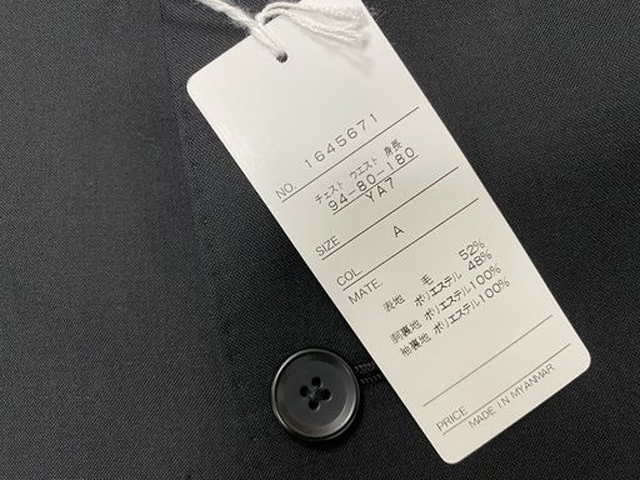 NO. 1645671
チェスト ウエスト 身長
94-80-180
SIZE YA7
COL. A
MATE.
表地 毛 52%
ポリエステル 48%
胴裏地 ポリエステル100%
袖裏地 ポリエステル100%
PRICE
MADE IN MYANMAR